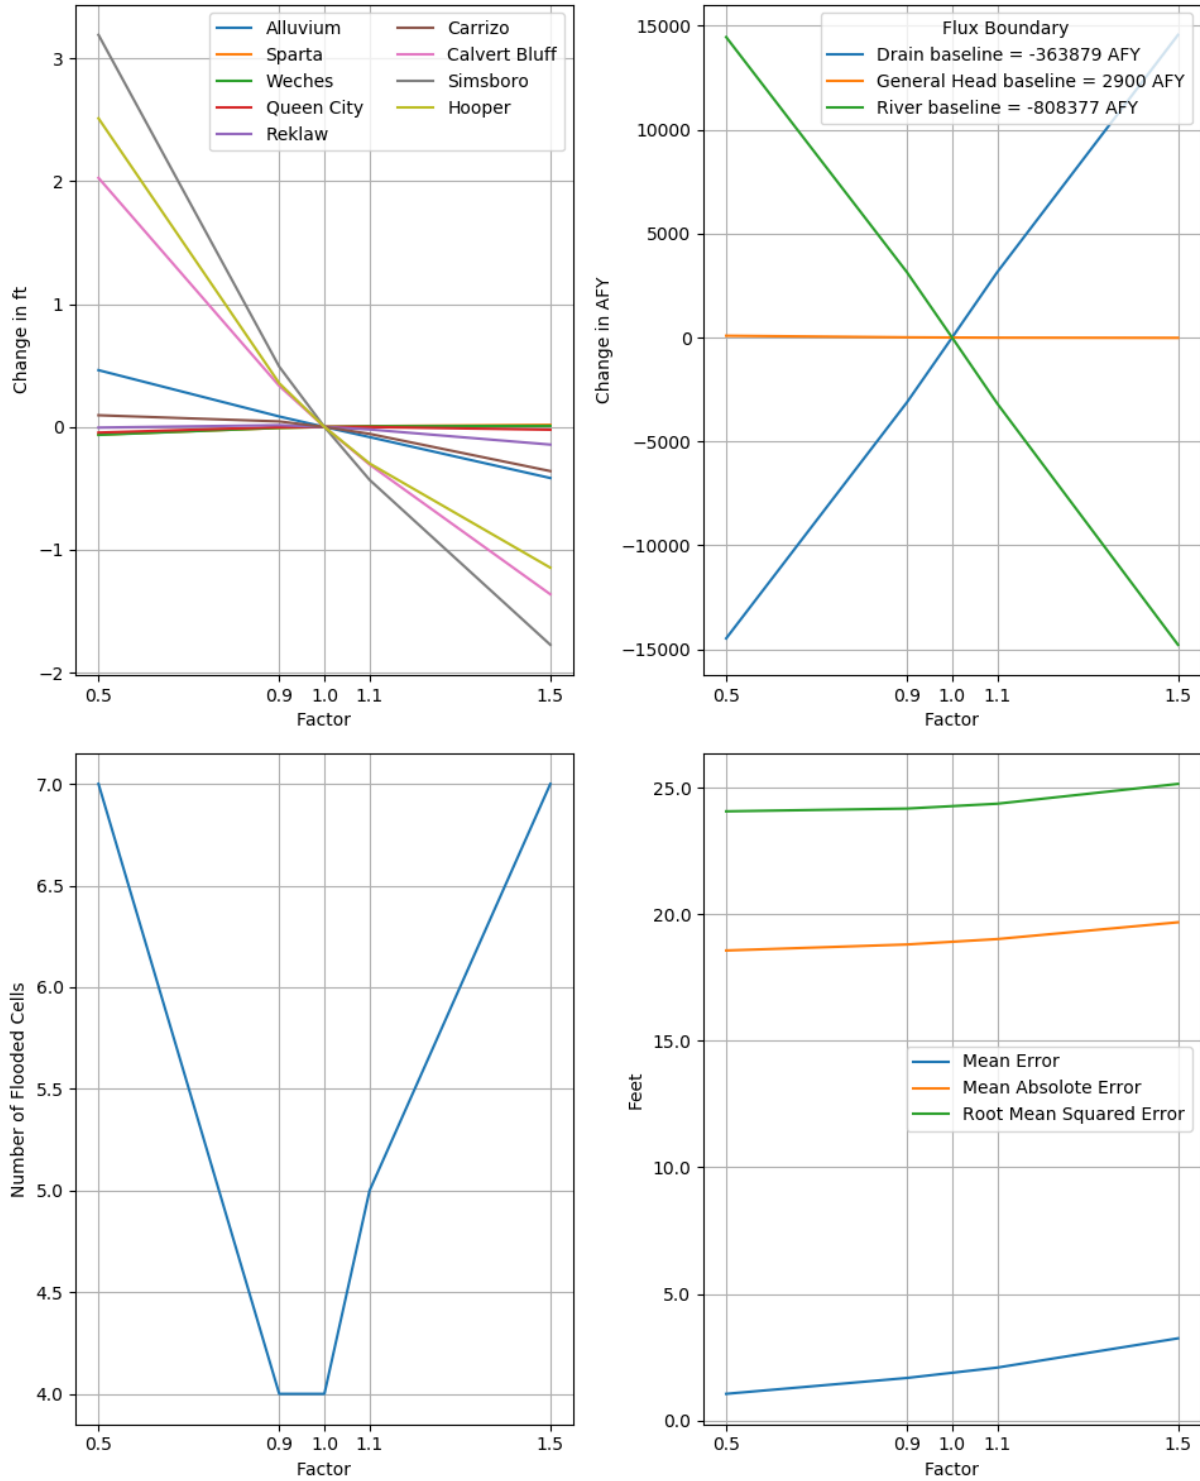 Alluvium
Sparta
Weches
Queen City
Reklaw
Carrizo
Calvert Bluff
Simsboro
Hooper
3
2
1
0
−1
−2
Change in ft
0.5 0.9 1.0 1.1 1.5
Factor
Flux Boundary
Drain baseline = -363879 AFY
General Head baseline = 2900 AFY
River baseline = -808377 AFY
15000
10000
5000
0
−5000
−10000
−15000
Change in AFY
0.5 0.9 1.0 1.1 1.5
Factor
7.0
6.5
6.0
5.5
5.0
4.5
4.0
Number of Flooded Cells
0.5 0.9 1.0 1.1 1.5
Factor
25.0
20.0
15.0
10.0
5.0
0.0
Feet
Mean Error
Mean Absolote Error
Root Mean Squared Error
0.5 0.9 1.0 1.1 1.5
Factor